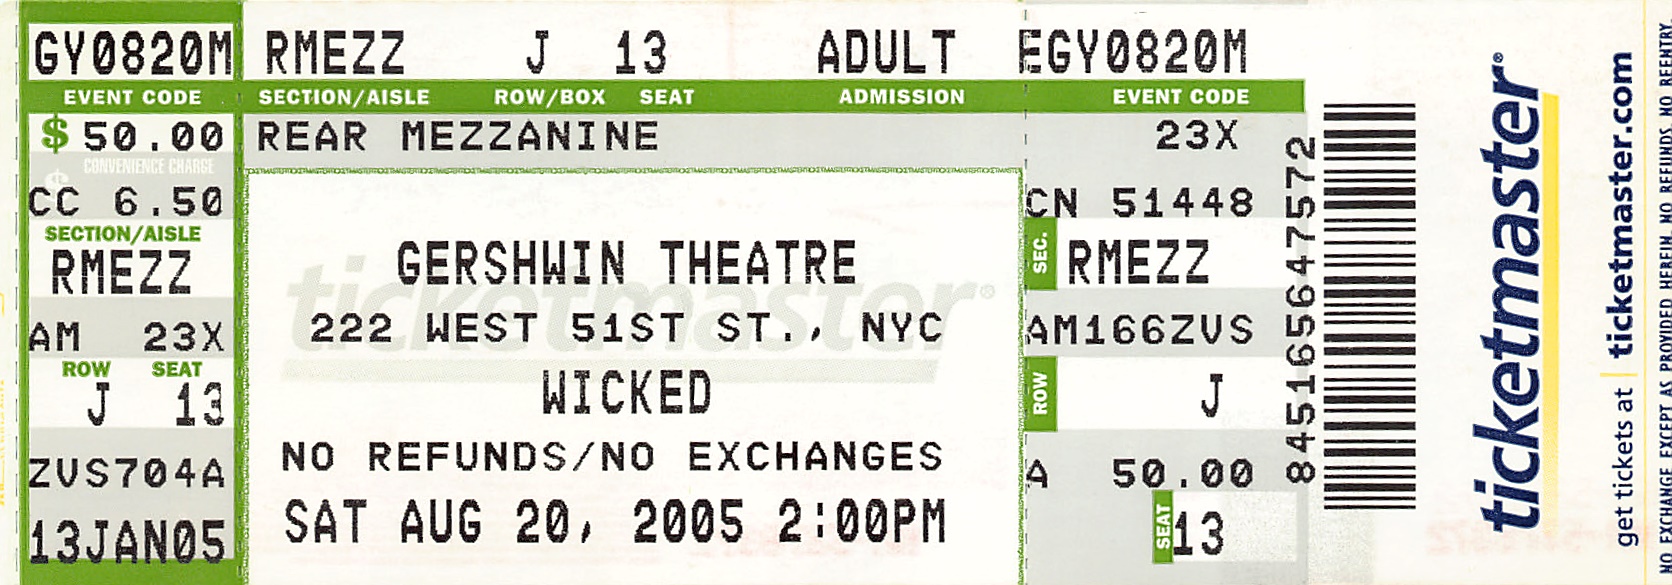 GY0820M RMEZZ J 13 ADULT EGY0820M
EVENT CODE SECTION/AISLE ROW/BOX SEAT ADMISSION EVENT CODE
$ 50.00 REAR MEZZANINE 23X
CONVENIENCE CHARGE
$
CC 6.50 CN 51448
SECTION/AISLE
RMEZZ GERSHWIN THEATRE SEC. RMEZZ
ticketmaster®
AM 23X 222 WEST 51ST ST., NYC AM166ZVS
ROW SEAT
J 13 WICKED ROW J
ZVS704A NO REFUNDS/NO EXCHANGES A 50.00
13JAN05 SAT AUG 20, 2005 2:00PM SEAT 13
845165647572
ticketmaster®
get tickets at ticketmaster.com
NO EXCHANGE EXCEPT AS PROVIDED HEREIN, NO REFUNDS, NO REENTRY